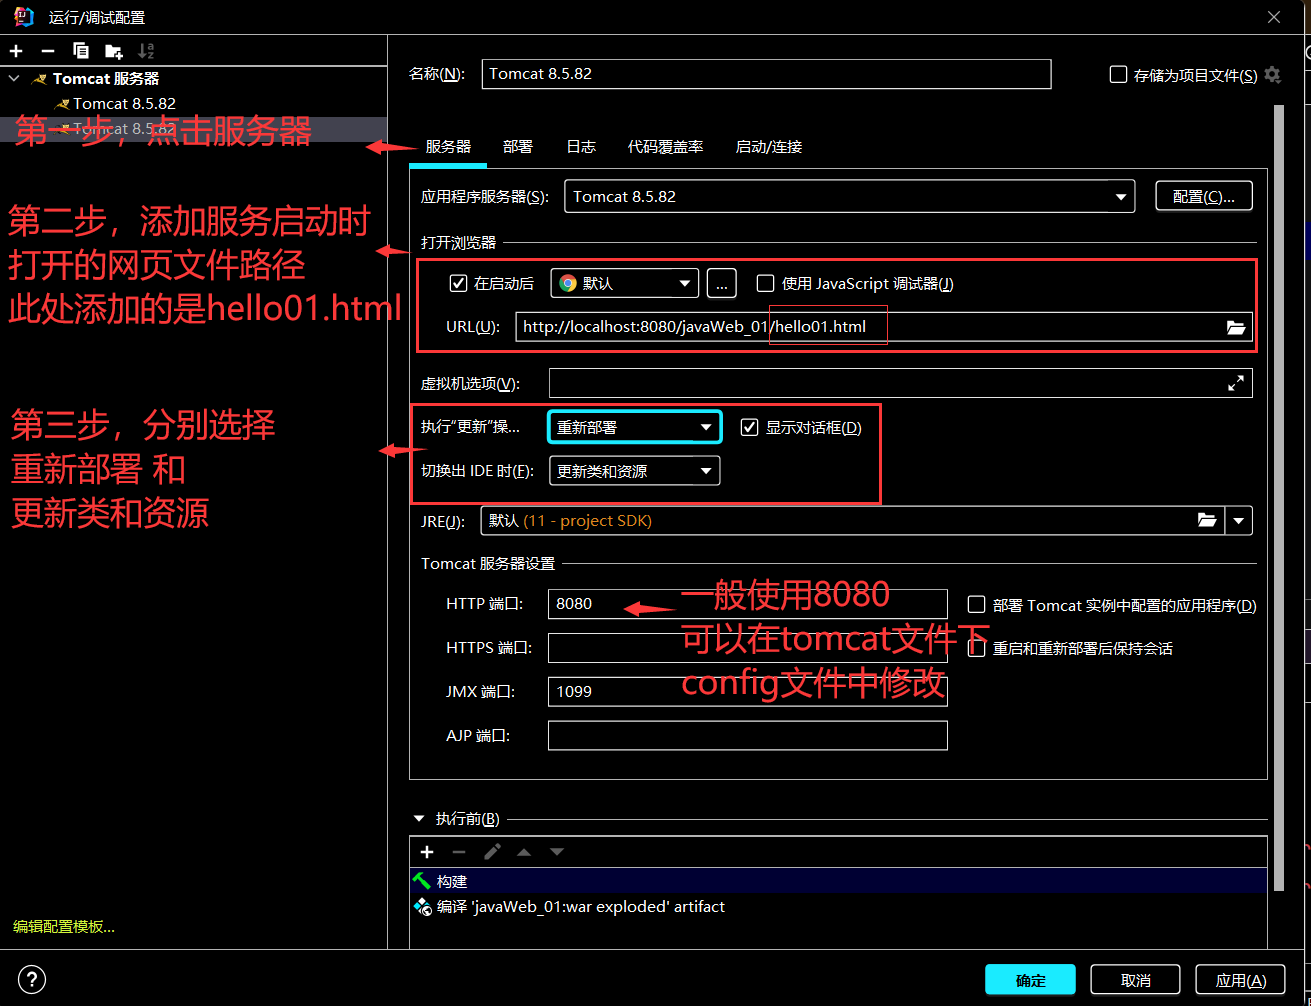 运行/调试配置
Tomcat 服务器
Tomcat 8.5.82
Tomcat 8.5.82
第一步，点击服务器
第二步，添加服务启动时
打开的网页文件路径
此处添加的是hello01.html
第三步，分别选择
重新部署 和
更新类和资源
编辑配置模板...
名称(N):
Tomcat 8.5.82
存储为项目文件(S)
服务器 部署 日志 代码覆盖率 启动/连接
应用程序服务器(S): Tomcat 8.5.82 配置(C)...
打开浏览器
在启动后 默认 ... 使用 JavaScript 调试器(J)
URL(U): http://localhost:8080/javaWeb_01/hello01.html
虚拟机选项(V):
执行“更新”操... 重新部署 显示对话框(D)
切换出 IDE 时(F): 更新类和资源
JRE(J): 默认 (11 - project SDK)
Tomcat 服务器设置
HTTP 端口: 8080 部署 Tomcat 实例中配置的应用程序(D)
HTTPS 端口: 重启和重新部署后保持会话
JMX 端口: 1099
AJP 端口:
一般使用8080
可以在tomcat文件下
config文件中修改
执行前(B)
构建
编译 'javaWeb_01:war exploded' artifact
?
确定 取消 应用(A)